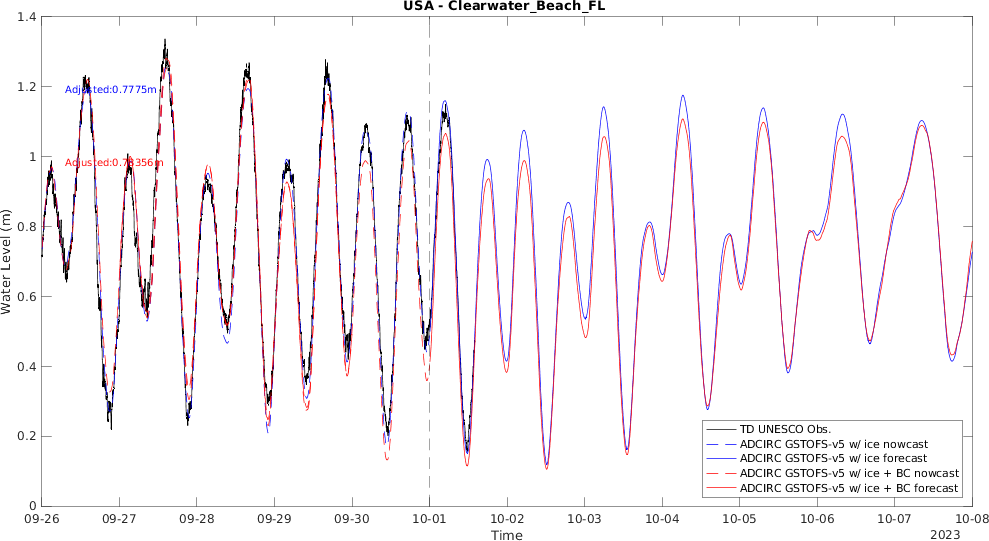 USA - Clearwater_Beach_FL
1.4
1.2
1
0.8
0.6
0.4
0.2
0
Water Level (m)
Adjusted:0.7775m
TD UNESCO Obs.
ADCIRC GSTOFS-v5 w/ ice nowcast
ADCIRC GSTOFS-v5 w/ ice forecast
ADCIRC GSTOFS-v5 w/ ice + BC nowcast
ADCIRC GSTOFS-v5 w/ ice + BC forecast
09-26 09-27 09-28 09-29 09-30 10-01 10-02 10-03 10-04 10-05 10-06 10-07 10-08
Time
2023